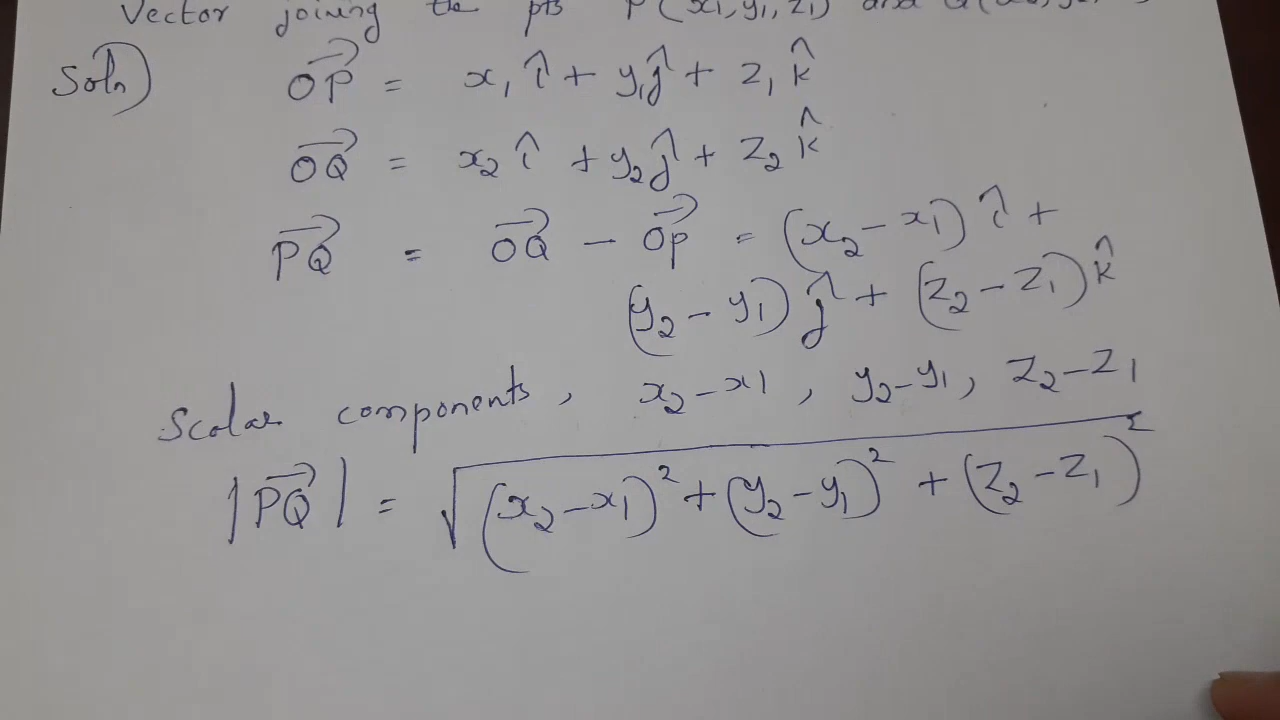 Vector joining the pts P(x₁, y₁, z₁) and
Soln) OP⃗ = x₁ î + y₁ ĵ + z₁ k̂
OQ⃗ = x₂ î + y₂ ĵ + z₂ k̂
PQ⃗ = OQ⃗ − OP⃗ = (x₂ − x₁) î +
(y₂ − y₁) ĵ + (z₂ − z₁) k̂
Scalar components, x₂ − x1, y₂ − y₁, z₂ − z₁
|PQ⃗| = √((x₂ − x₁)² + (y₂ − y₁)² + (z₂ − z₁)²)